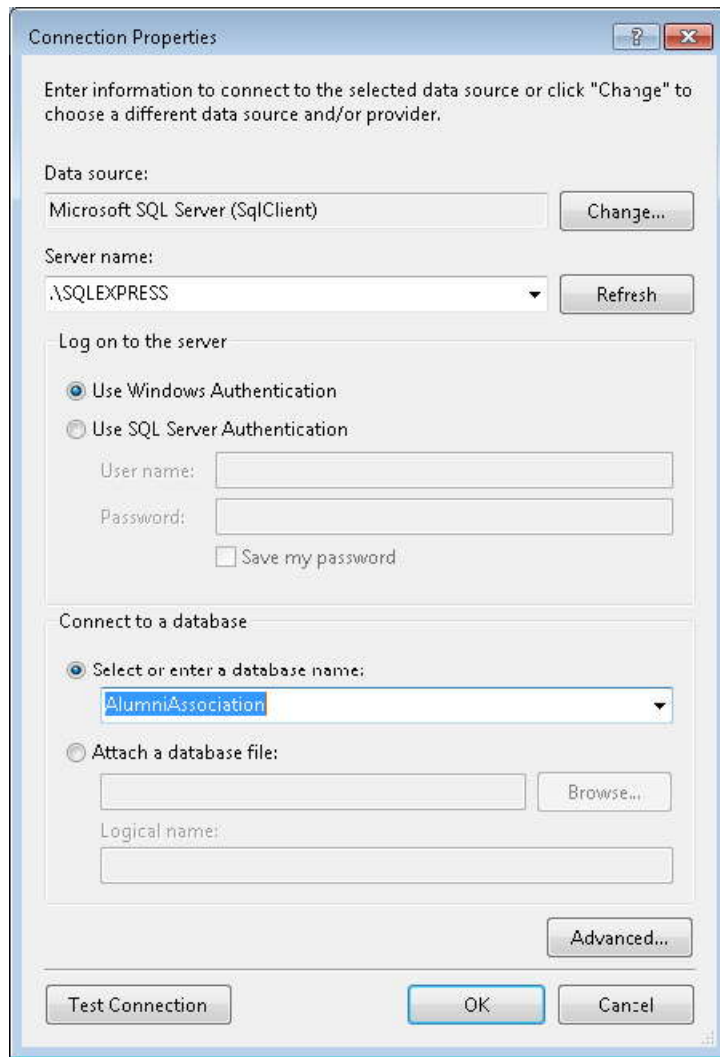 Connection Properties
Enter information to connect to the selected data source or click "Change" to
choose a different data source and/or provider.
Data source:
Microsoft SQL Server (SqlClient)
Change...
Server name:
.\SQLEXPRESS
Refresh
Log on to the server
Use Windows Authentication
Use SQL Server Authentication
User name:
Password:
Save my password
Connect to a database
Select or enter a database name:
AlumniAssociation
Attach a database file:
Browse...
Logical name:
Advanced...
Test Connection
OK
Cancel